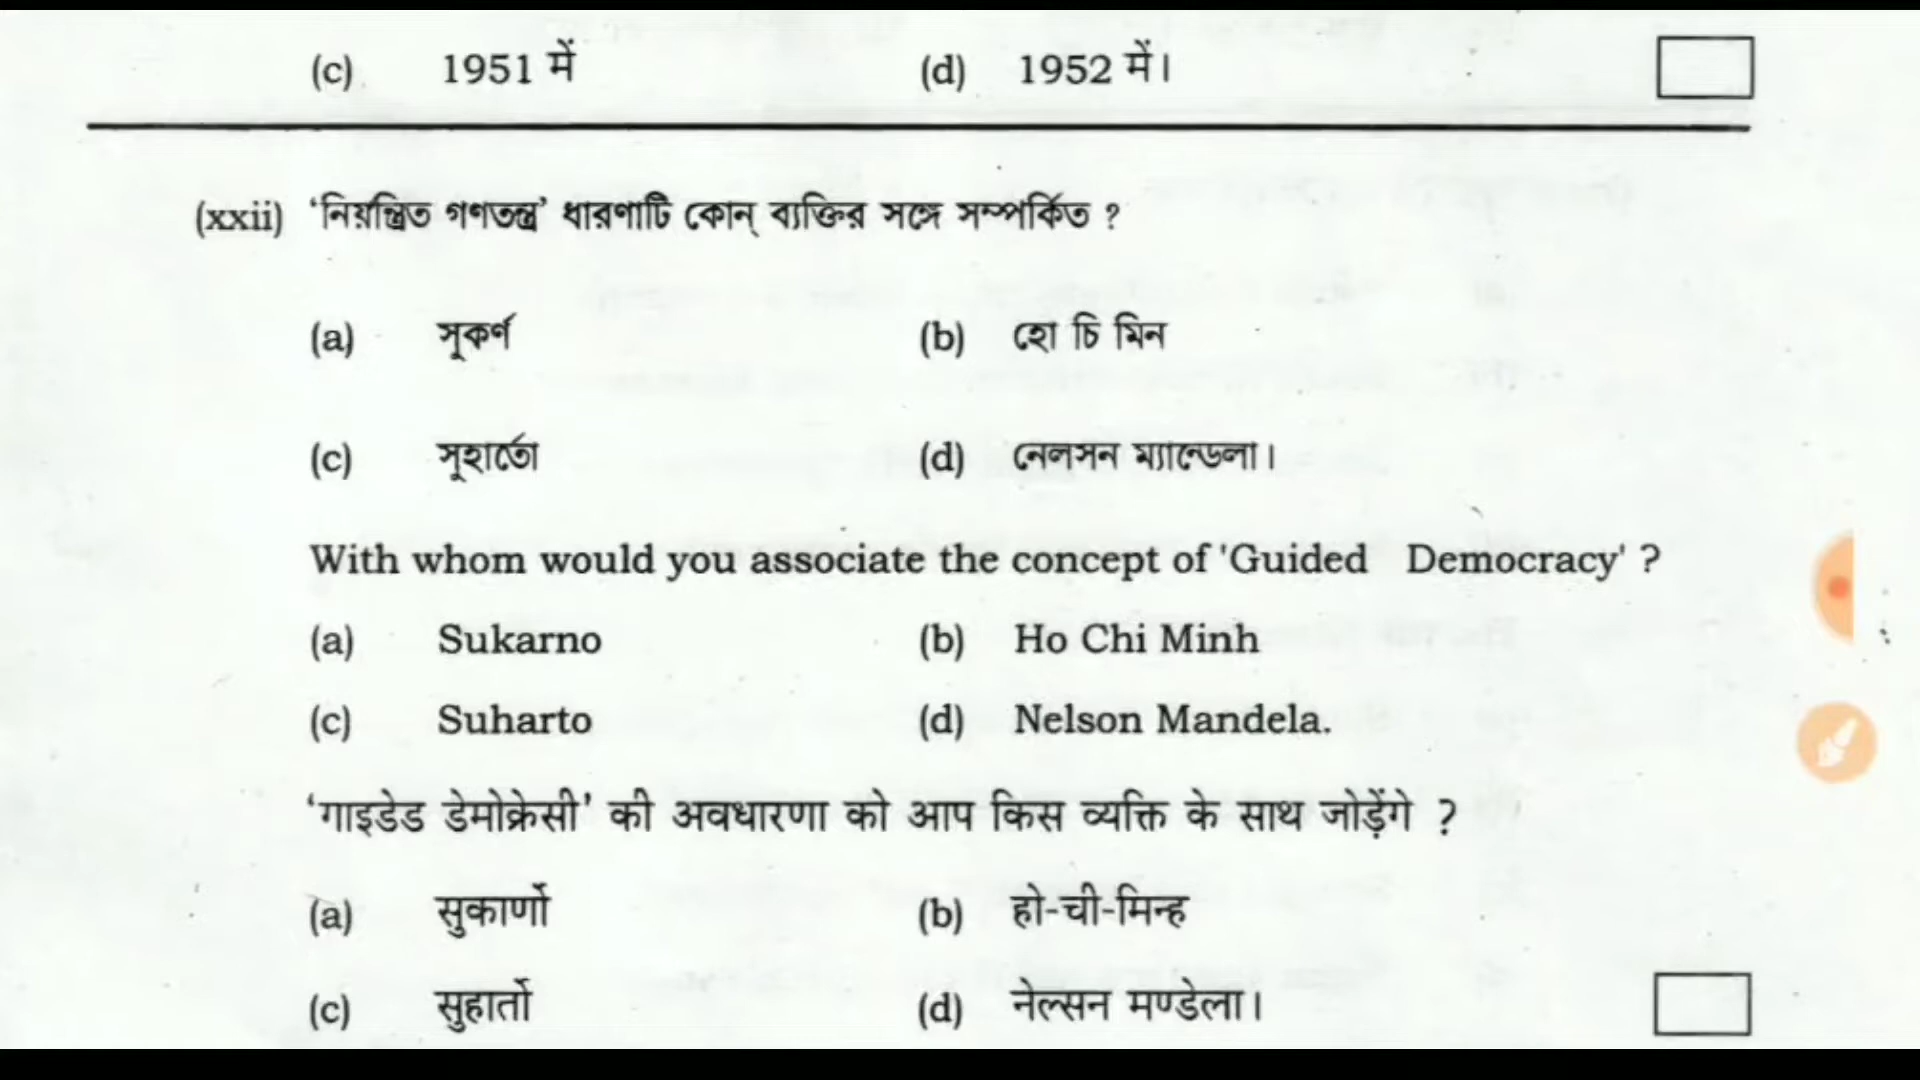 (c) 1951 में (d) 1952 में।
(xxii) ‘নিয়ন্ত্রিত গণতন্ত্র’ ধারণাটি কোন্ ব্যক্তির সঙ্গে সম্পর্কিত ?
(a) সূকর্ণ (b) হো চি মিন
(c) সূহার্তো (d) নেলসন ম্যান্ডেলা।
With whom would you associate the concept of 'Guided Democracy' ?
(a) Sukarno (b) Ho Chi Minh
(c) Suharto (d) Nelson Mandela.
‘गाइडेड डेमोक्रेसी’ की अवधारणा को आप किस व्यक्ति के साथ जोड़ेंगे ?
(a) सुकार्णो (b) हो-ची-मिन्ह
(c) सुहार्तो (d) नेल्सन मण्डेला।